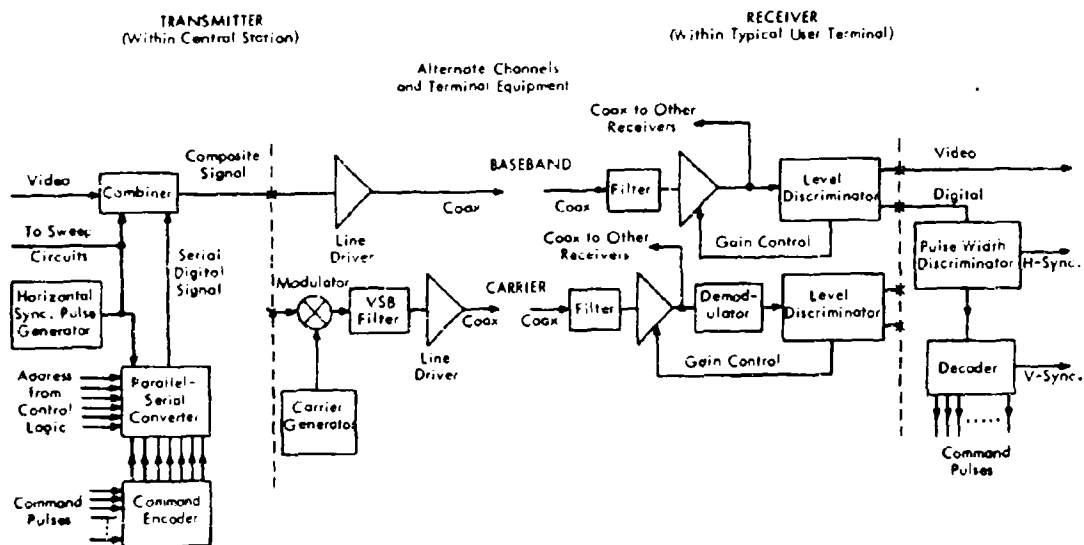 TRANSMITTER
(Within Central Station)
RECEIVER
(Within Typical User Terminal)
Alternate Channels
and Terminal Equipment
Video
Combiner
Composite
Signal
To Sweep
Circuits
Serial
Digital
Signal
Horizontal
Sync. Pulse
Generator
Address
from
Control
Logic
Parallel-
Serial
Converter
Command
Pulses
Command
Encoder
Line
Driver
Coax
BASEBAND
Modulator
VSB
Filter
Carrier
Generator
Line
Driver
Coax
CARRIER
Coax to Other
Receivers
Coax
Filter
Level
Discriminator
Gain Control
Coax to Other
Receivers
Coax
Filter
Demod-
ulator
Level
Discriminator
Gain Control
Video
Digital
Pulse Width
Discriminator
H-Sync.
Decoder
V-Sync.
Command
Pulses